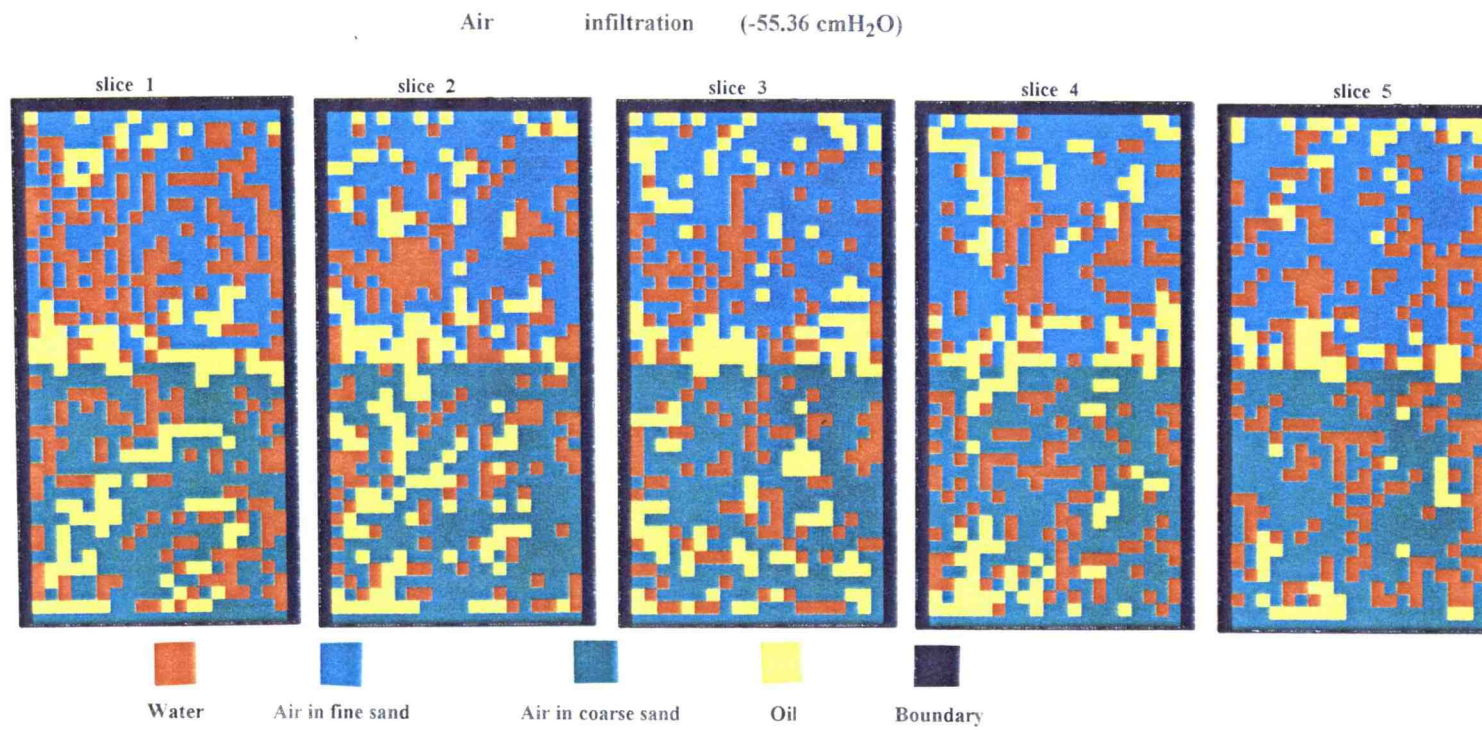 Air infiltration (-55.36 cmH₂O)
slice 1 slice 2 slice 3 slice 4 slice 5
Water Air in fine sand Air in coarse sand Oil Boundary